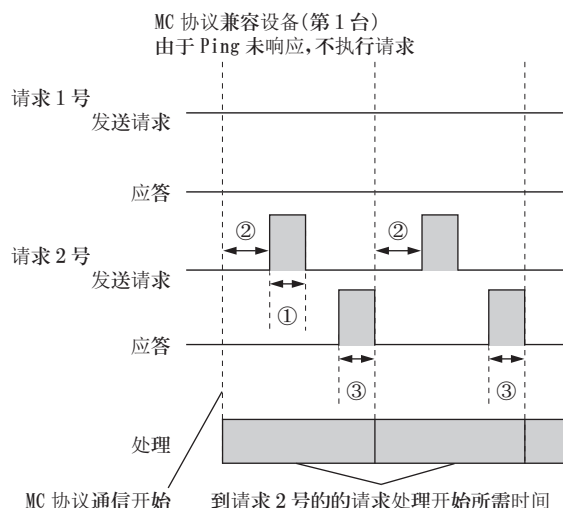 MC 协议兼容设备(第1台)
由于 Ping 未响应,不执行请求
请求1号
发送请求
应答
② ②
请求2号
发送请求
①
应答
③ ③
处理
MC 协议通信开始 到请求2号的的请求处理开始所需时间